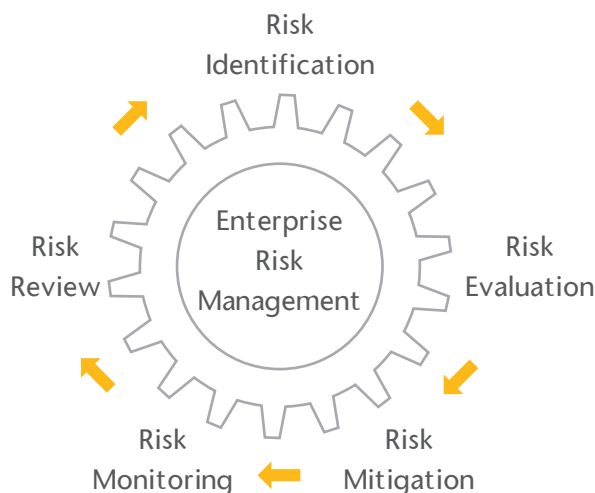 Risk
Identification
Enterprise
Risk
Management
Risk
Evaluation
Risk
Mitigation
Risk
Monitoring
Risk
Review